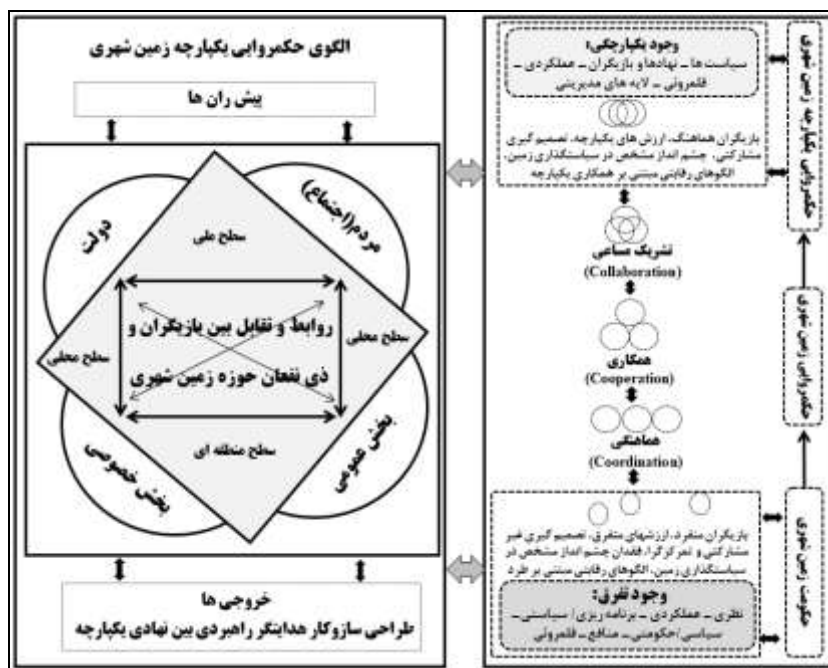 الگوی حکمروایی یکپارچه زمین شهری
پیش ران ها
دولت
مردم(اجتماع)
سطح ملی
سطح محلی
سطح محلی
روابط و تقابل بین بازیگران و
ذی نفعان حوزه زمین شهری
سطح منطقه ای
بخش خصوصی
بخش عمومی
خروجی ها
طراحی سازوکار هدایتگر راهبردی بین نهادی یکپارچه
وجود یکپارچگی:
سیاست ها – نهادها و بازیگران – عملکردی –
قلمروئی – لایه های مدیریتی
بازیگران هماهنگ، ارزش های یکپارچه، تصمیم گیری
مشارکتی، چشم انداز مشخص در سیاستگذاری زمین،
الگوهای رقابتی مبتنی بر همکاری یکپارچه
تشریک مساعی
(Collaboration)
همکاری
(Cooperation)
هماهنگی
(Coordination)
بازیگران منفرد، ارزشهای متفرق، تصمیم گیری غیر
مشارکتی و تمرکزگرا، فقدان چشم انداز مشخص در
سیاستگذاری زمین، الگوهای رقابتی مبتنی بر طرد
وجود تفرق:
نظری – عملکردی – برنامه ریزی/ سیاستی –
سیاسی/حکومتی – منافع – قلمروئی
حکمروایی یکپارچه زمین شهری
حکمروایی زمین شهری
حکومت زمین شهری